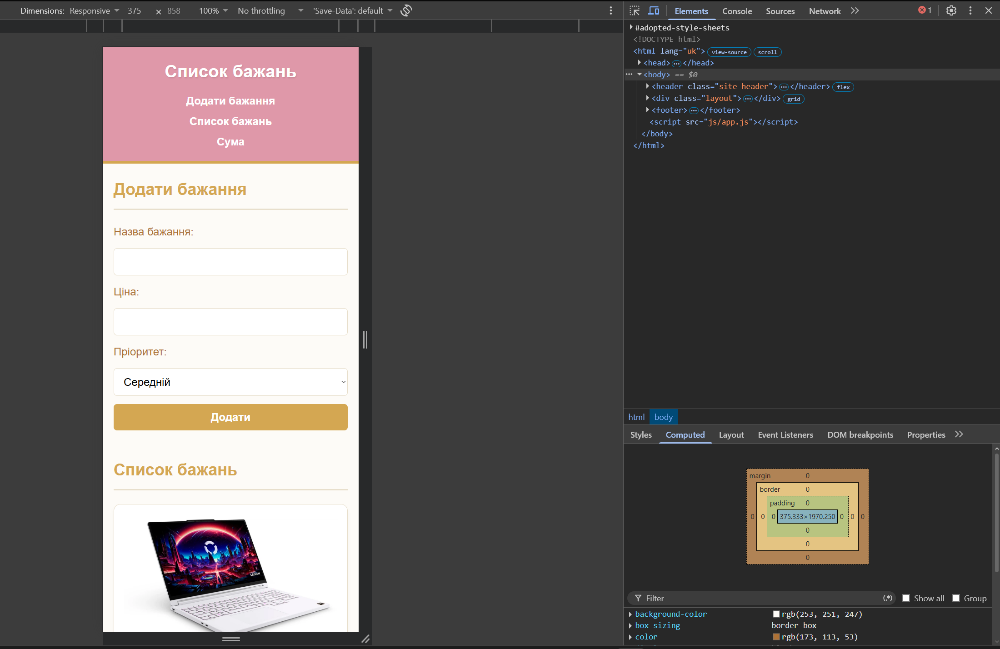 Dimensions: Responsive 375 × 858 100% No throttling 'Save-Data': default
Elements Console Sources Network 1
Список бажань
Додати бажання
Список бажань
Сума
Додати бажання
Назва бажання:
Ціна:
Пріоритет:
Середній
Додати
Список бажань
LEGION
#adopted-style-sheets
<!DOCTYPE html>
<html lang="uk"> view-source scroll
<head> ••• </head>
••• <body> == $0
<header class="site-header"> ••• </header> flex
<div class="layout"> ••• </div> grid
<footer> ••• </footer>
<script src="js/app.js"></script>
</body>
</html>
html body
Styles Computed Layout Event Listeners DOM breakpoints Properties
margin 0
border 0
padding 0
0 0 0 375.333×1970.250 0 0 0
0
0
0
Filter (.*) Show all Group
background-color rgb(253, 251, 247)
box-sizing border-box
color rgb(173, 113, 53)